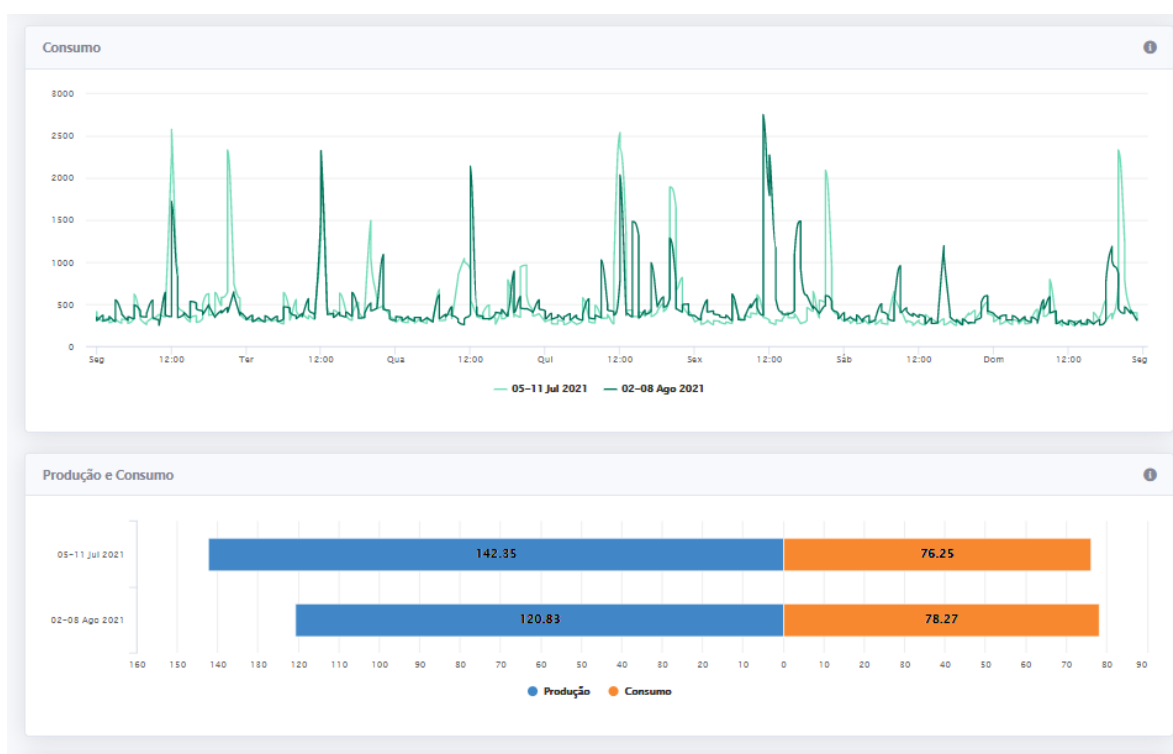 Consumo
3000
2500
2000
1500
1000
500
0
Seg 12:00 Ter 12:00 Qua 12:00 Qui 12:00 Sex 12:00 Sáb 12:00 Dom 12:00 Seg
05-11 Jul 2021 02-08 Ago 2021
Produção e Consumo
05-11 Jul 2021 142.35 76.25
02-08 Ago 2021 120.83 78.27
160 150 140 130 120 110 100 90 80 70 60 50 40 30 20 10 0 10 20 30 40 50 60 70 80 90
Produção Consumo